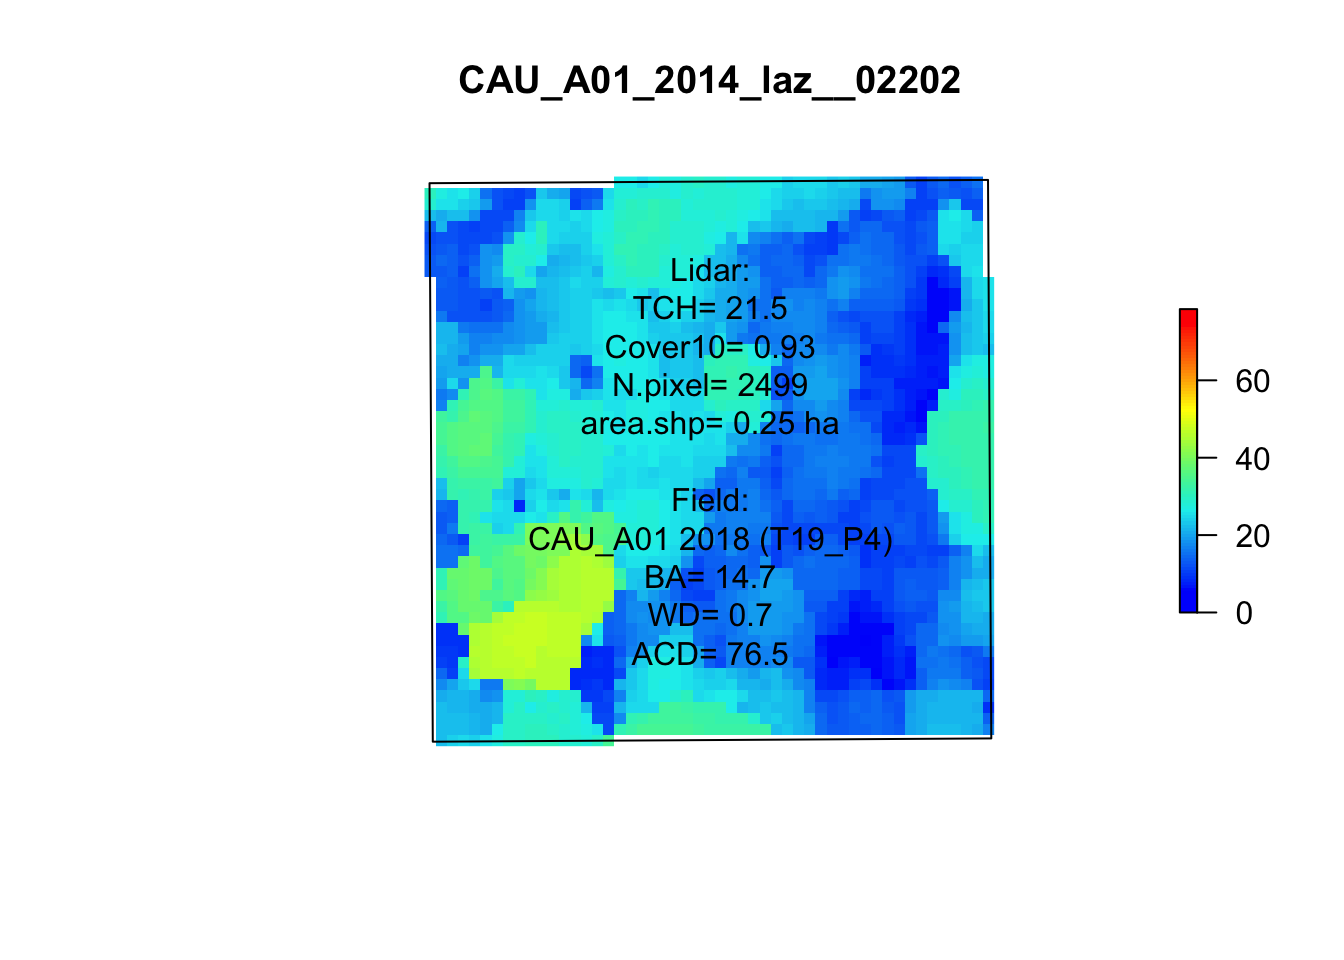 CAU_A01_2014_laz__02202
Lidar:
TCH= 21.5
Cover10= 0.93
N.pixel= 2499
area.shp= 0.25 ha
Field:
CAU_A01 2018 (T19_P4)
BA= 14.7
WD= 0.7
ACD= 76.5
60
40
20
0